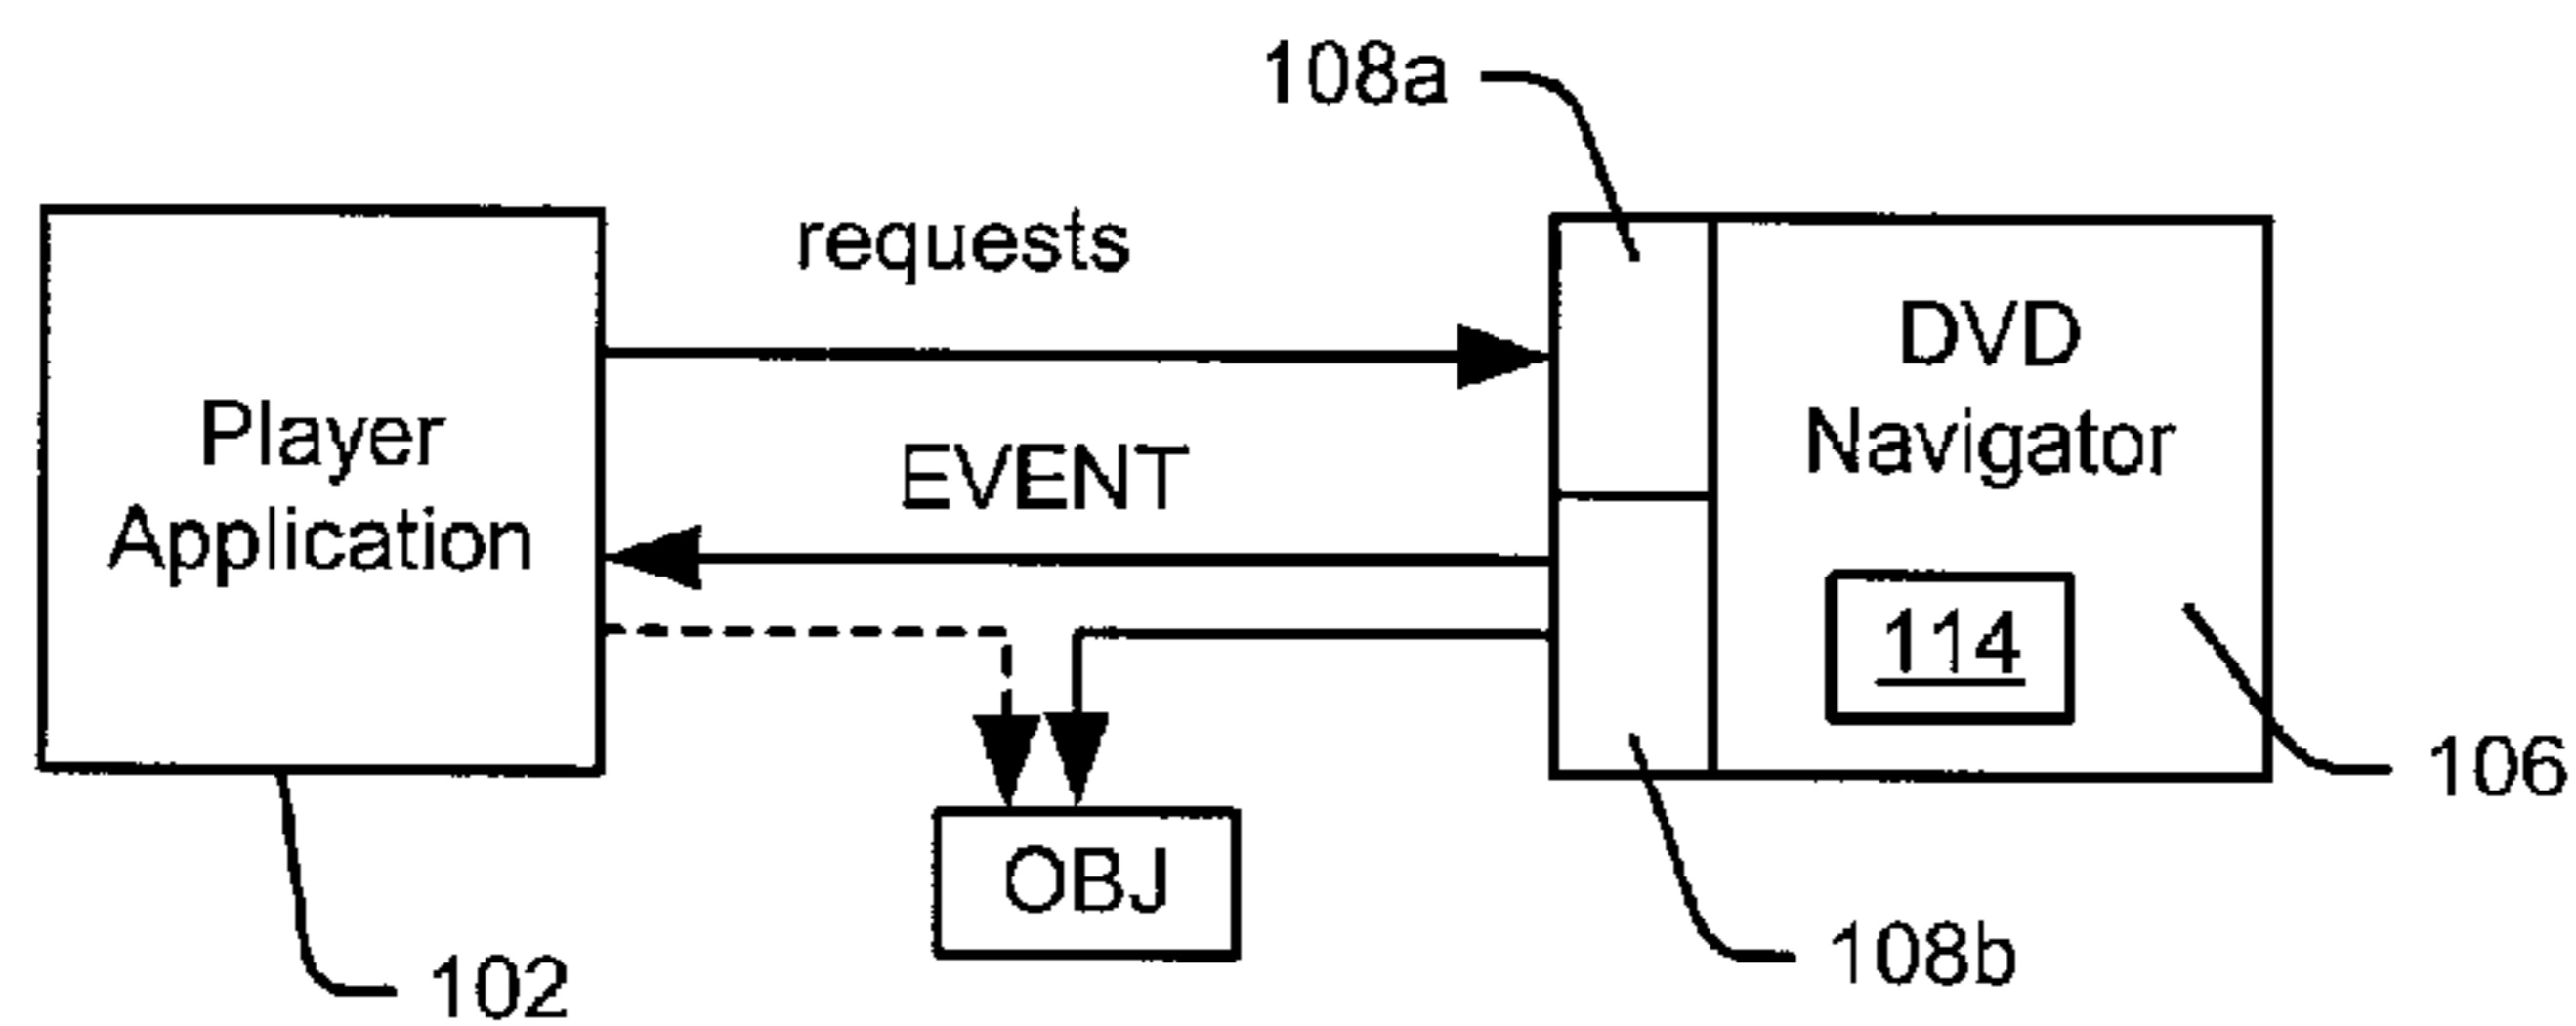 108a
requests
DVD
Navigator
Player
Application
EVENT
114
106
OBJ
108b
102